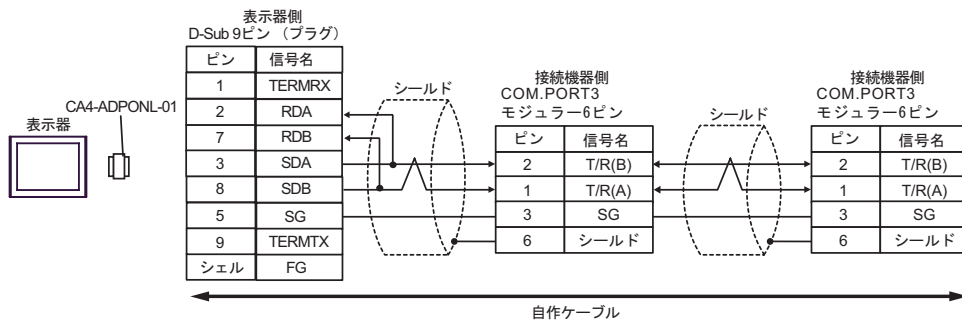 表示器
CA4-ADPONL-01
表示器側
D-Sub 9ピン （プラグ）
ピン 信号名
1 TERMRX
2 RDA
7 RDB
3 SDA
8 SDB
5 SG
9 TERMTX
シェル FG
シールド
接続機器側
COM.PORT3
モジュラー6ピン
ピン 信号名
2 T/R(B)
1 T/R(A)
3 SG
6 シールド
シールド
接続機器側
COM.PORT3
モジュラー6ピン
ピン 信号名
2 T/R(B)
1 T/R(A)
3 SG
6 シールド
自作ケーブル